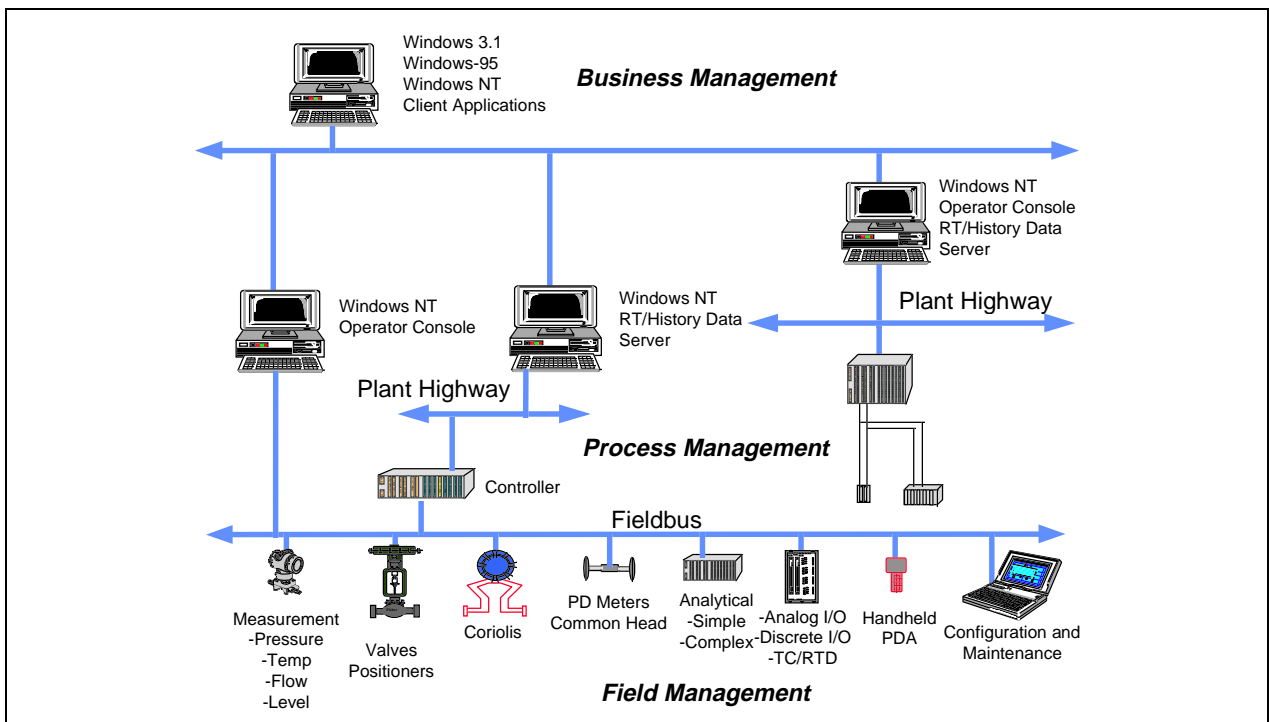 Windows 3.1
Windows-95
Windows NT
Client Applications
Business Management
Windows NT
Operator Console
RT/History Data
Server
Windows NT
Operator Console
Windows NT
RT/History Data
Server
Plant Highway
Plant Highway
Process Management
Controller
Fieldbus
Measurement
-Pressure
-Temp
-Flow
-Level
Valves
Positioners
Coriolis
PD Meters
Common Head
Analytical
-Simple
-Complex
-Analog I/O
-Discrete I/O
-TC/RTD
Handheld
PDA
Configuration and
Maintenance
Field Management